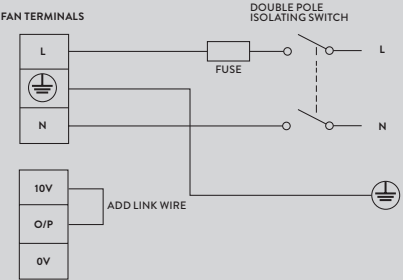 FAN TERMINALS
DOUBLE POLE
ISOLATING SWITCH
L
FUSE
L
N
N
10V
O/P
0V
ADD LINK WIRE